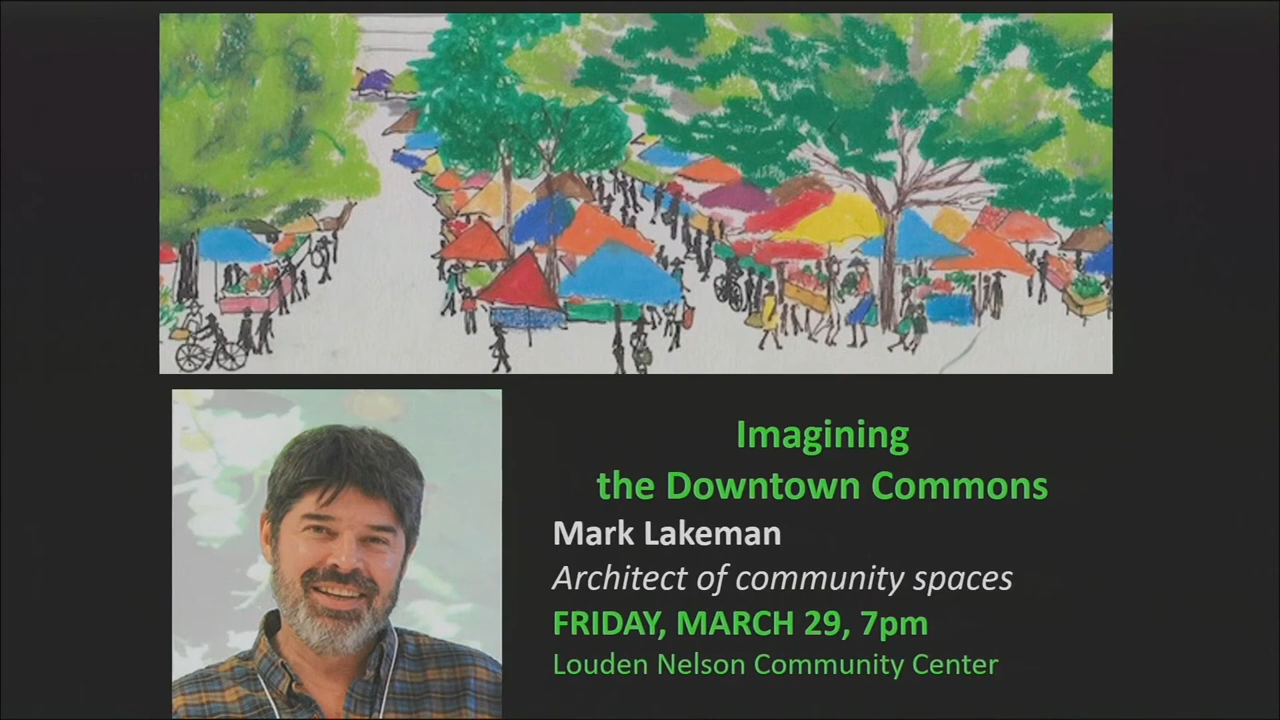 Imagining
the Downtown Commons
Mark Lakeman
Architect of community spaces
FRIDAY, MARCH 29, 7pm
Louden Nelson Community Center